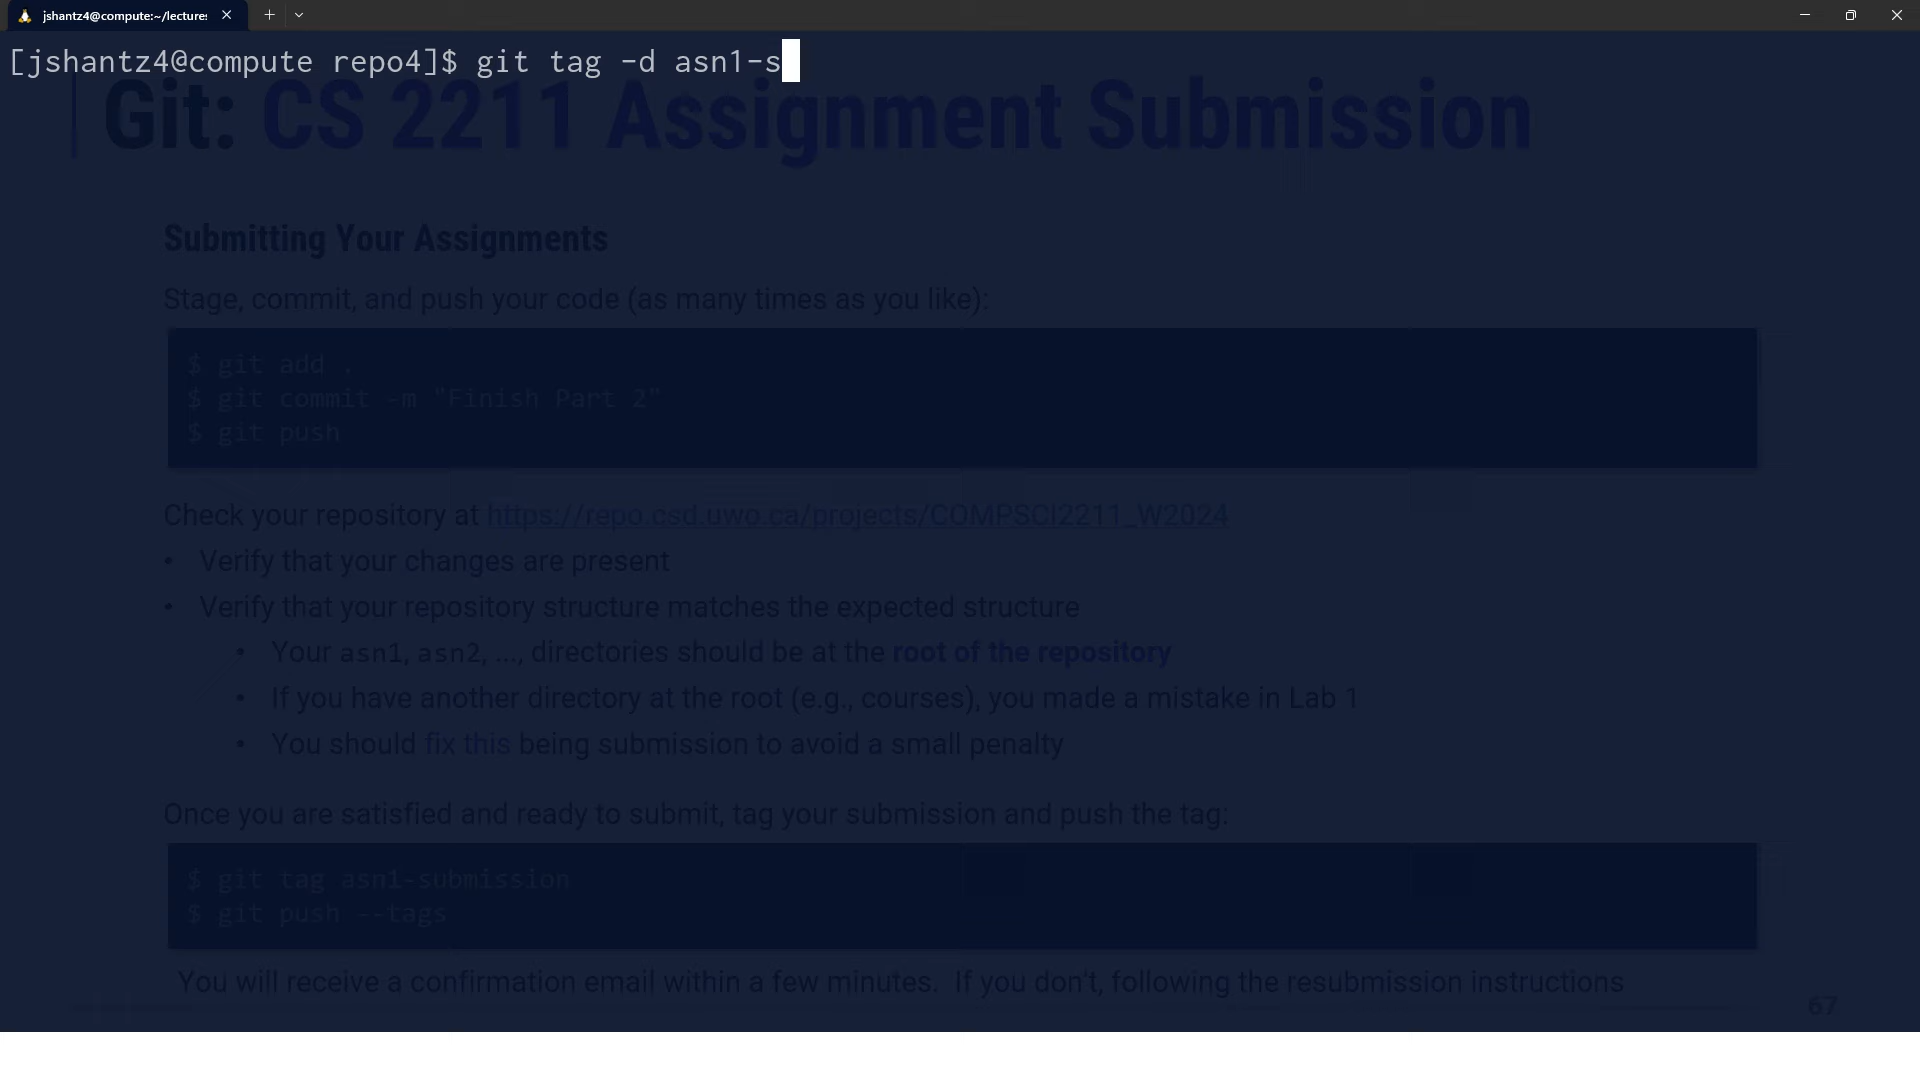 jshantz4@compute:~/lecture:
[jshantz4@compute repo4]$ git tag -d asn1-s
Git: CS 2211 Assignment Submission
Submitting Your Assignments
Stage, commit, and push your code (as many times as you like):
$ git add .
$ git commit -m "Finish Part 2"
$ git push
Check your repository at https://repo.csd.uwo.ca/projects/COMPSCI2211_W2024
• Verify that your changes are present
• Verify that your repository structure matches the expected structure
• Your asn1, asn2, ..., directories should be at the root of the repository
• If you have another directory at the root (e.g., courses), you made a mistake in Lab 1
• You should fix this being submission to avoid a small penalty
Once you are satisfied and ready to submit, tag your submission and push the tag:
$ git tag asn1-submission
$ git push --tags
You will receive a confirmation email within a few minutes. If you don't, following the resubmission instructions
67